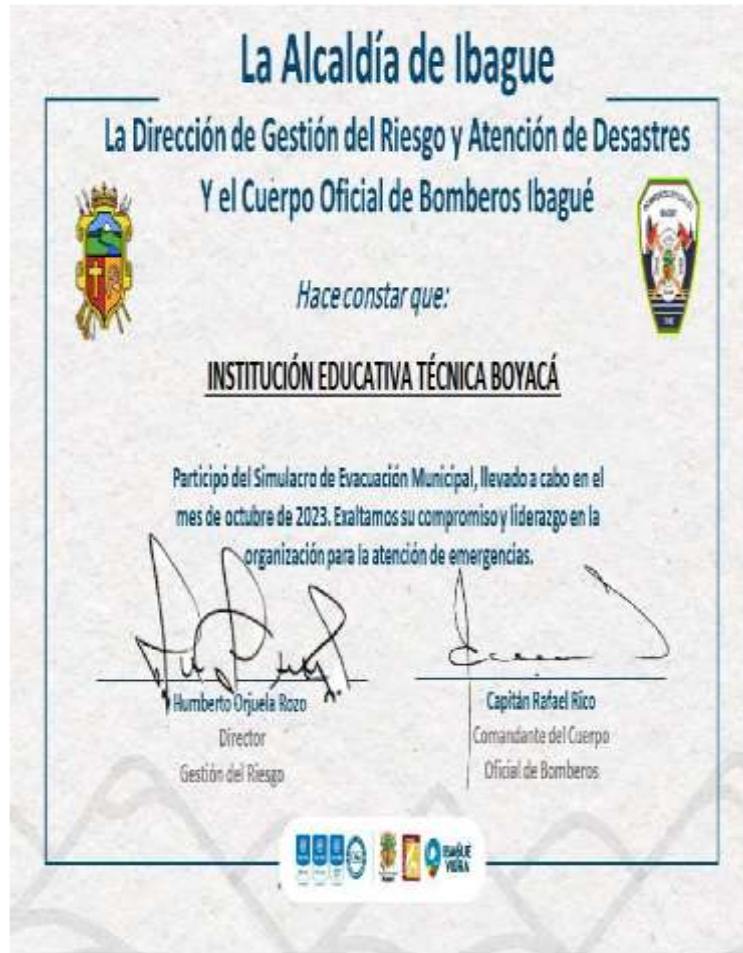 La Alcaldía de Ibague
La Dirección de Gestión del Riesgo y Atención de Desastres
Y el Cuerpo Oficial de Bomberos Ibagué
Hace constar que:
INSTITUCIÓN EDUCATIVA TÉCNICA BOYACÁ
Participó del Simulacro de Evacuación Municipal, llevado a cabo en el
mes de octubre de 2023. Exaltamos su compromiso y liderazgo en la
organización para la atención de emergencias.
Humberto Orjuela Rozo
Director
Gestión del Riesgo
Capitán Rafael Rico
Comandante del Cuerpo
Oficial de Bomberos
IBAGUÉ
VIBRA